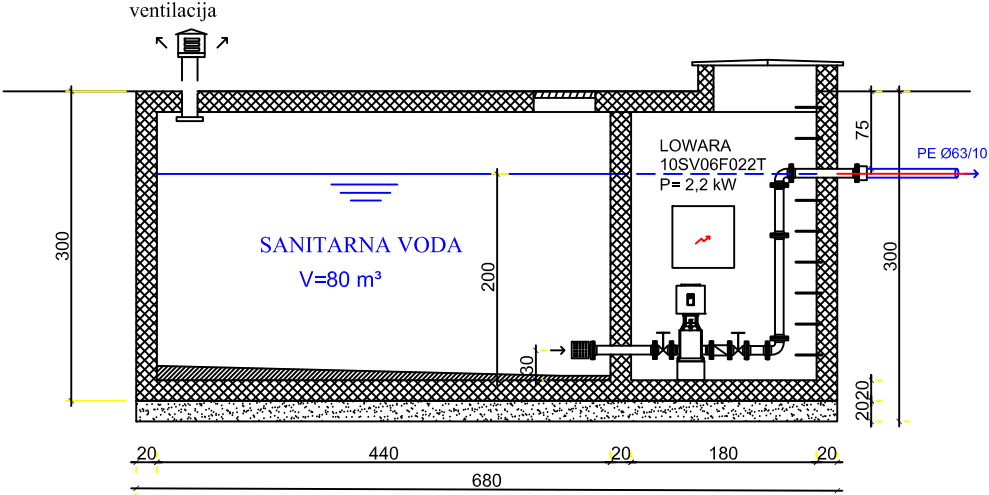 ventilacija
LOWARA
10SV06F022T
P= 2,2 kW
75
PE Ø63/10
SANITARNA VODA
V=80 m³
300
200
300
30
20
20
20
440
20
180
20
680